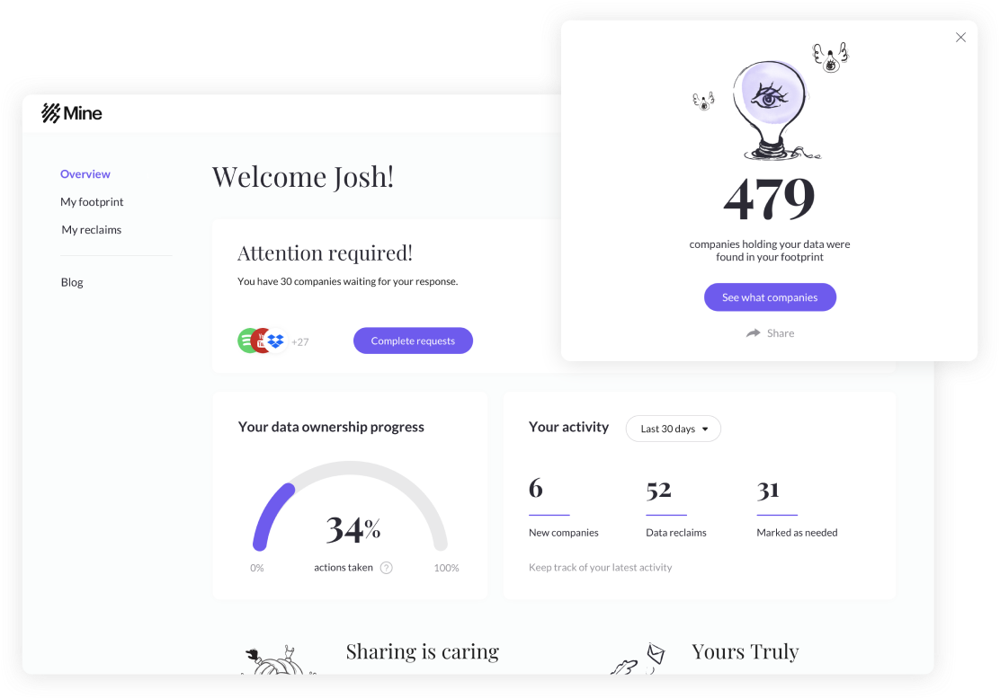 Mine
Overview
My footprint
My reclaims
Blog
Welcome Josh!
Attention required!
You have 30 companies waiting for your response.
+27
Complete requests
479
companies holding your data were
found in your footprint
See what companies
Share
Your data ownership progress
34%
0%
actions taken ?
100%
Your activity
Last 30 days
6
52
31
New companies
Data reclaims
Marked as needed
Keep track of your latest activity
Sharing is caring
Yours Truly